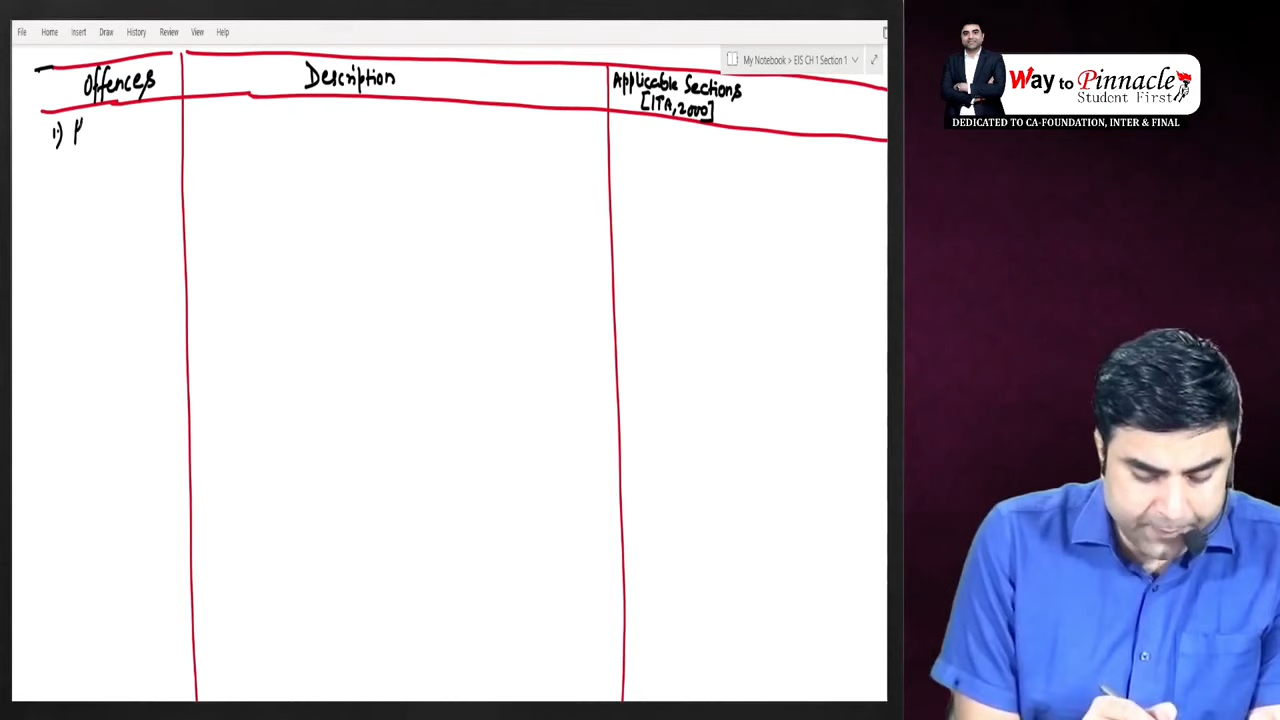 File Home Insert Draw History Review View Help
My Notebook > EIS CH 1 Section 1
Offences Description Applicable Sections
[ITA, 2000]
1)
Way to Pinnacle
Student First
DEDICATED TO CA-FOUNDATION, INTER & FINAL